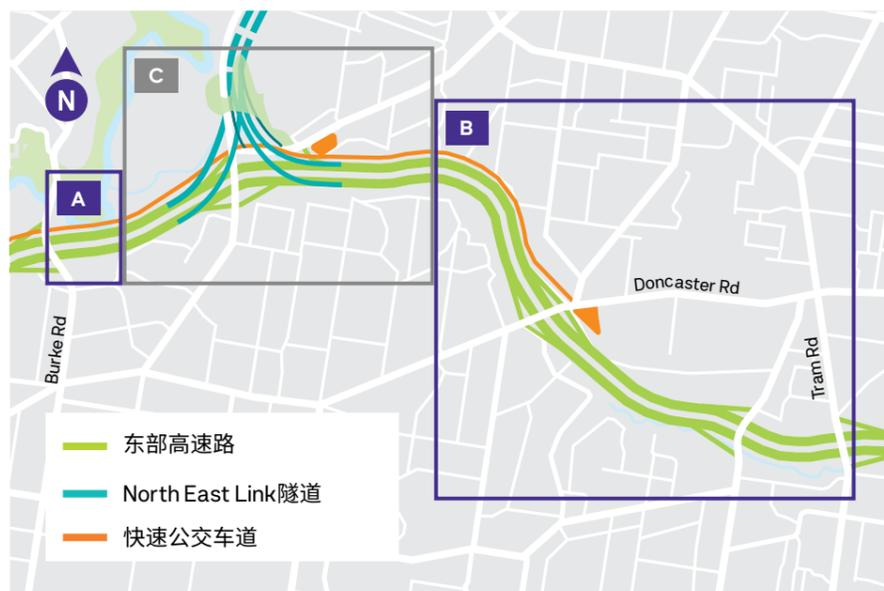 C
N
B
A
Doncaster Rd
Burke Rd
Tram Rd
东部高速路
North East Link隧道
快速公交车道